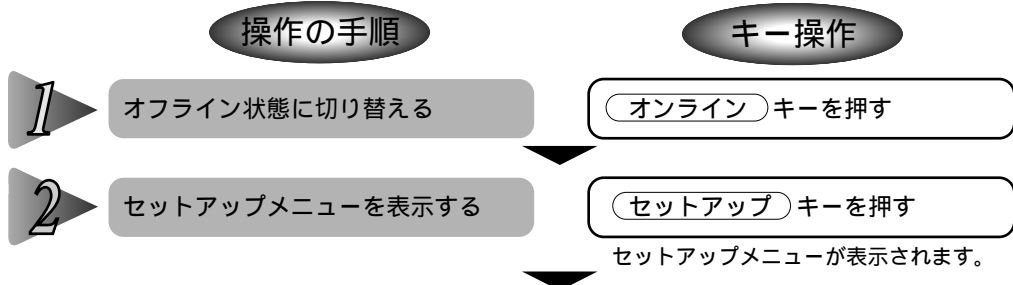 操作の手順 キー操作
1 オフライン状態に切り替える オンライン キーを押す
2 セットアップメニューを表示する セットアップ キーを押す
セットアップメニューが表示されます。